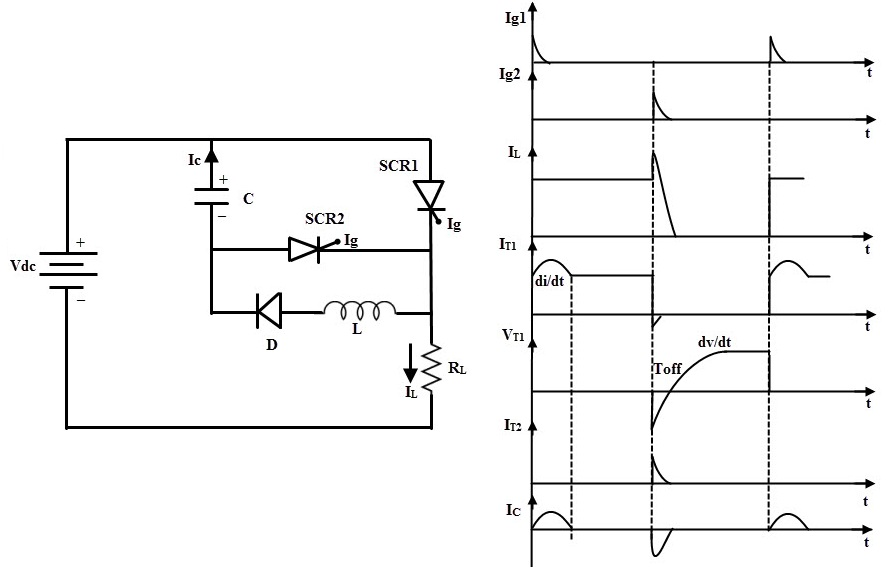 Vdc
+
−
Ic
+
C
−
SCR1
Ig
SCR2
Ig
D
L
IL
RL
Ig1
t
Ig2
t
IL
t
IT1
di/dt
t
VT1
Toff
dv/dt
t
IT2
t
IC
t